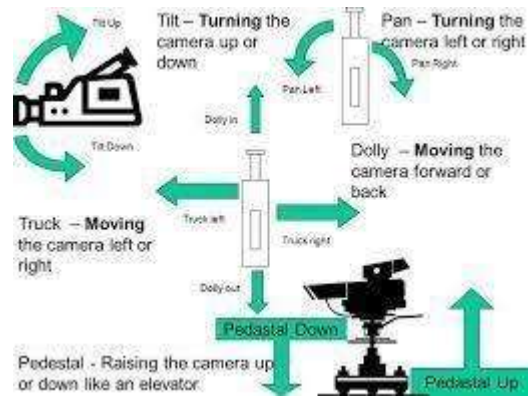 Tilt Up
Tilt – Turning the
camera up or
down
Pan – Turning the
camera left or right
Pan Left
Pan Right
Tilt Down
Dolly in
Dolly – Moving the
camera forward or
back
Truck left
Truck right
Truck – Moving
the camera left or
right
Dolly out
Pedastal Down
Pedestal - Raising the camera up
or down like an elevator
Pedastal Up